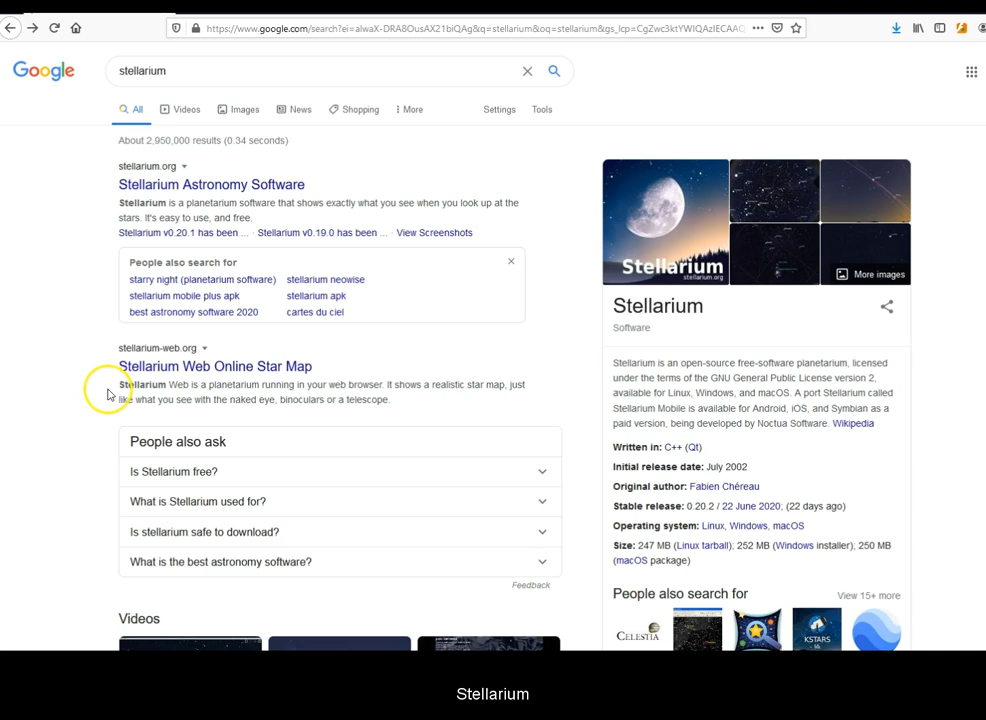 https://www.google.com/search?ei=alwaX-DRA8OusAX21biQAg&q=stellarium&oq=stellarium&gs_lcp=CgZwc3ktYWIQAzIECAAQ
Google
stellarium
All
Videos
Images
News
Shopping
More
Settings
Tools
About 2,950,000 results (0.34 seconds)
stellarium.org
Stellarium Astronomy Software
Stellarium is a planetarium software that shows exactly what you see when you look up at the
stars. It's easy to use, and free.
Stellarium v0.20.1 has been ... · Stellarium v0.19.0 has been ... · View Screenshots
People also search for
starry night (planetarium software)
stellarium neowise
stellarium mobile plus apk
stellarium apk
best astronomy software 2020
cartes du ciel
stellarium-web.org
Stellarium Web Online Star Map
Stellarium Web is a planetarium running in your web browser. It shows a realistic star map, just
like what you see with the naked eye, binoculars or a telescope.
People also ask
Is Stellarium free?
What is Stellarium used for?
Is stellarium safe to download?
What is the best astronomy software?
Feedback
Videos
Stellarium
stellarium.org
More images
Stellarium
Software
Stellarium is an open-source free-software planetarium, licensed
under the terms of the GNU General Public License version 2,
available for Linux, Windows, and macOS. A port Stellarium called
Stellarium Mobile is available for Android, iOS, and Symbian as a
paid version, being developed by Noctua Software. Wikipedia
Written in: C++ (Qt)
Initial release date: July 2002
Original author: Fabien Chéreau
Stable release: 0.20.2 / 22 June 2020; (22 days ago)
Operating system: Linux, Windows, macOS
Size: 247 MB (Linux tarball); 252 MB (Windows installer); 250 MB
(macOS package)
People also search for
View 15+ more
CELESTIA
KSTARS
Stellarium